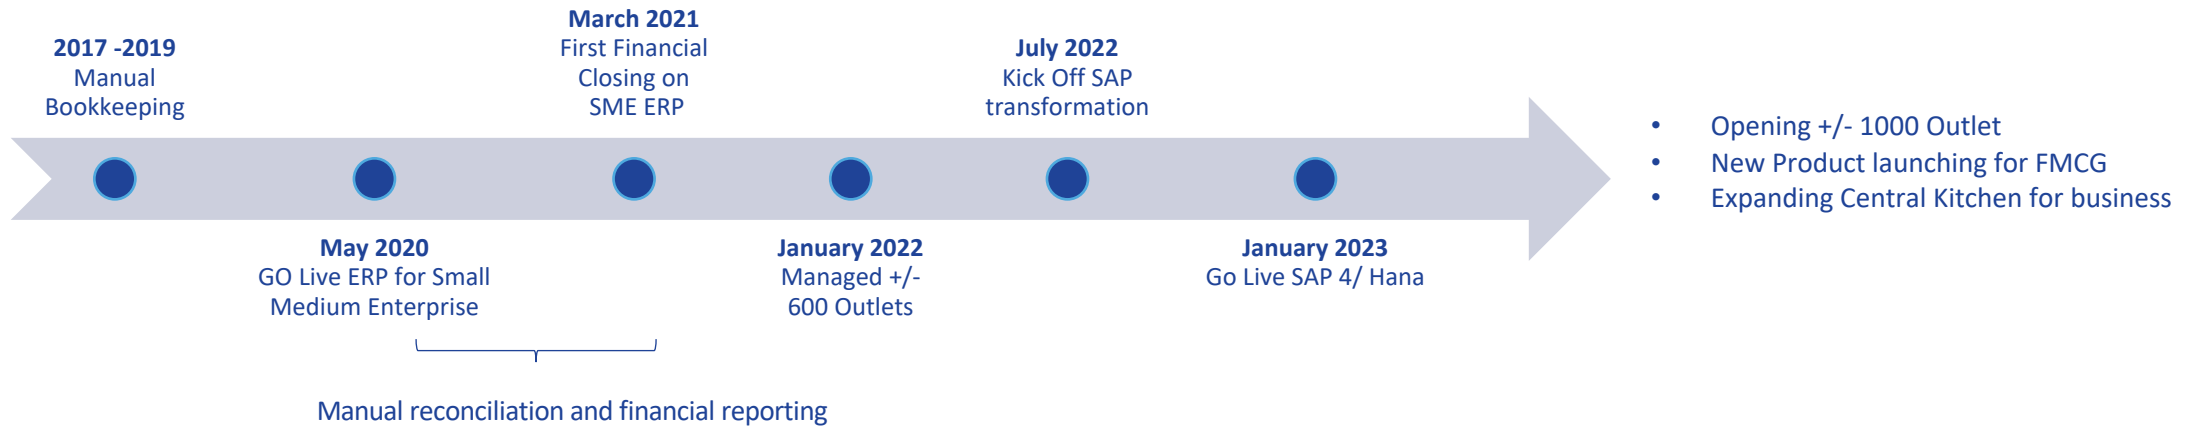 2017 -2019
Manual
Bookkeeping
May 2020
GO Live ERP for Small
Medium Enterprise
March 2021
First Financial
Closing on
SME ERP
January 2022
Managed +/-
600 Outlets
July 2022
Kick Off SAP
transformation
January 2023
Go Live SAP 4/ Hana
• Opening +/- 1000 Outlet
• New Product launching for FMCG
• Expanding Central Kitchen for business
Manual reconciliation and financial reporting